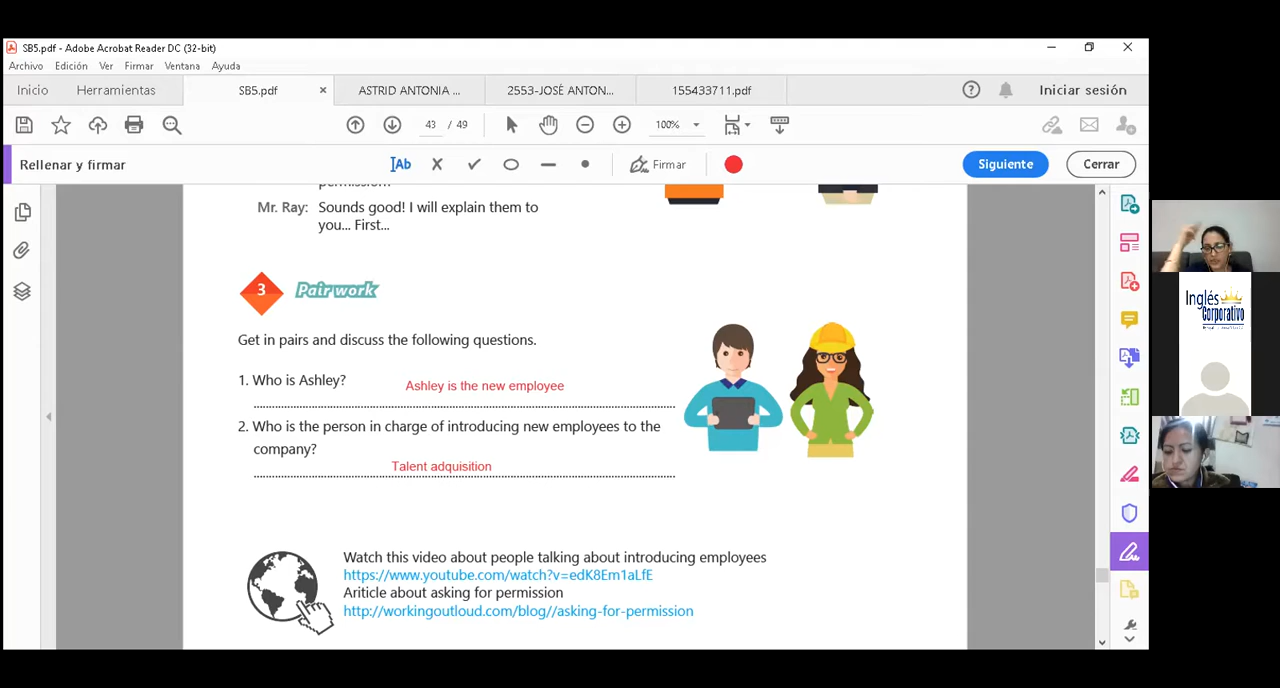 SB5.pdf - Adobe Acrobat Reader DC (32-bit)
Archivo Edición Ver Firmar Ventana Ayuda
Inicio Herramientas SB5.pdf × ASTRID ANTONIA ... 2553-JOSÉ ANTON... 155433711.pdf Iniciar sesión
43 / 49 100%
Rellenar y firmar Ab Firmar Siguiente Cerrar
permission?
Mr. Ray: Sounds good! I will explain them to
you... First...
3 Pair work
Get in pairs and discuss the following questions.
1. Who is Ashley?
Ashley is the new employee
2. Who is the person in charge of introducing new employees to the
company?
Talent adquisition
Watch this video about people talking about introducing employees
https://www.youtube.com/watch?v=edK8Em1aLfE
Ariticle about asking for permission
http://workingoutloud.com/blog//asking-for-permission
Inglés
Corporativo